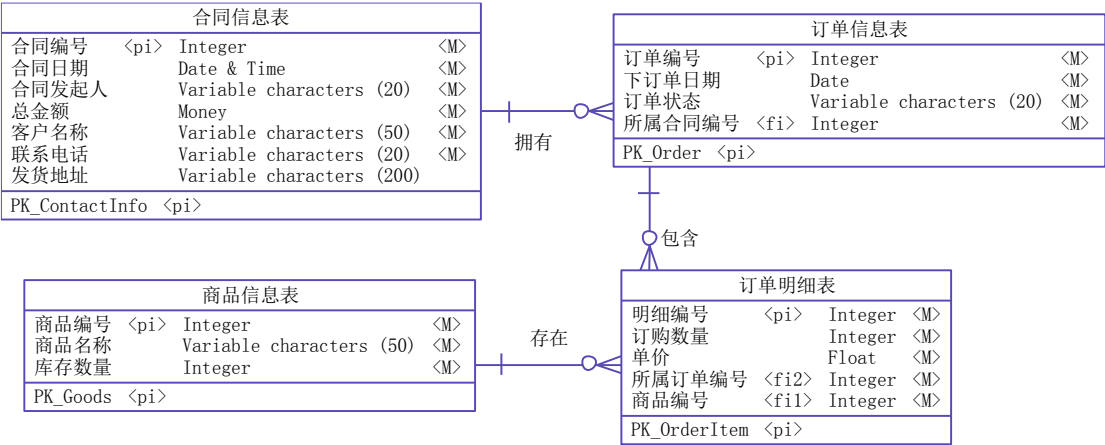 合同信息表
合同编号 <pi> Integer <M>
合同日期 Date & Time <M>
合同发起人 Variable characters (20) <M>
总金额 Money <M>
客户名称 Variable characters (50) <M>
联系电话 Variable characters (20) <M>
发货地址 Variable characters (200)
PK_ContactInfo <pi>
拥有
订单信息表
订单编号 <pi> Integer <M>
下订单日期 Date <M>
订单状态 Variable characters (20) <M>
所属合同编号 <fi> Integer <M>
PK_Order <pi>
包含
商品信息表
商品编号 <pi> Integer <M>
商品名称 Variable characters (50) <M>
库存数量 Integer <M>
PK_Goods <pi>
存在
订单明细表
明细编号 <pi> Integer <M>
订购数量 Integer <M>
单价 Float <M>
所属订单编号 <fi2> Integer <M>
商品编号 <fi1> Integer <M>
PK_OrderItem <pi>